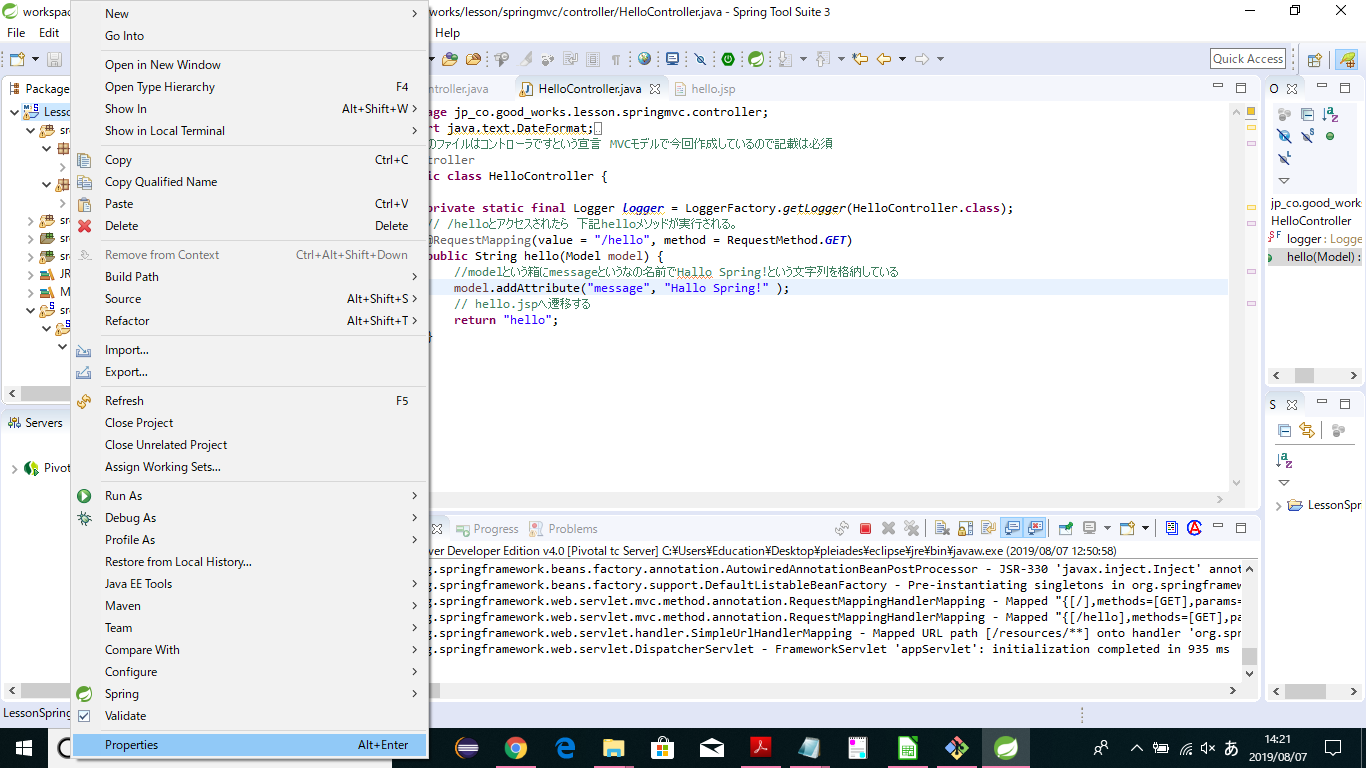 workspac
works/lesson/springmvc/controller/HelloController.java - Spring Tool Suite 3
File Edit
Help
Quick Access
New
Go Into
Open in New Window
Open Type Hierarchy F4
Show In Alt+Shift+W
Show in Local Terminal
Copy Ctrl+C
Copy Qualified Name
Paste Ctrl+V
Delete Delete
Remove from Context Ctrl+Alt+Shift+Down
Build Path
Source Alt+Shift+S
Refactor Alt+Shift+T
Import...
Export...
Refresh F5
Close Project
Close Unrelated Project
Assign Working Sets...
Run As
Debug As
Profile As
Restore from Local History...
Java EE Tools
Maven
Team
Compare With
Configure
Spring
Validate
Properties Alt+Enter
Package
Lesso
sr
sr
sr
sr
JR
M
sr
Servers
Pivot
LessonSpring
ntroller.java HelloController.java hello.jsp
age jp_co.good_works.lesson.springmvc.controller;
rt java.text.DateFormat;
のファイルはコントローラですという宣言 MVCモデルで今回作成しているので記載は必須
troller
ic class HelloController {
private static final Logger logger = LoggerFactory.getLogger(HelloController.class);
// /helloとアクセスされたら 下記helloメソッドが実行される。
@RequestMapping(value = "/hello", method = RequestMethod.GET)
public String hello(Model model) {
//modelという箱にmessageというなの名前でHallo Spring!という文字列を格納している
model.addAttribute("message", "Hallo Spring!" );
// hello.jspへ遷移する
return "hello";
}
O
jp_co.good_work
HelloController
logger : Logge
hello(Model) :
S
LessonSpr
Progress Problems
ver Developer Edition v4.0 [Pivotal tc Server] C:¥Users¥Education¥Desktop¥pleiades¥eclipse¥jre¥bin¥javaw.exe (2019/08/07 12:50:58)
g.springframework.beans.factory.annotation.AutowiredAnnotationBeanPostProcessor - JSR-330 'javax.inject.Inject' annot
g.springframework.beans.factory.support.DefaultListableBeanFactory - Pre-instantiating singletons in org.springframew
g.springframework.web.servlet.mvc.method.annotation.RequestMappingHandlerMapping - Mapped "{[/],methods=[GET],params=
g.springframework.web.servlet.mvc.method.annotation.RequestMappingHandlerMapping - Mapped "{[/hello],methods=[GET],pa
g.springframework.web.servlet.handler.SimpleUrlHandlerMapping - Mapped URL path [/resources/**] onto handler 'org.spr
g.springframework.web.servlet.DispatcherServlet - FrameworkServlet 'appServlet': initialization completed in 935 ms
あ
14:21
2019/08/07